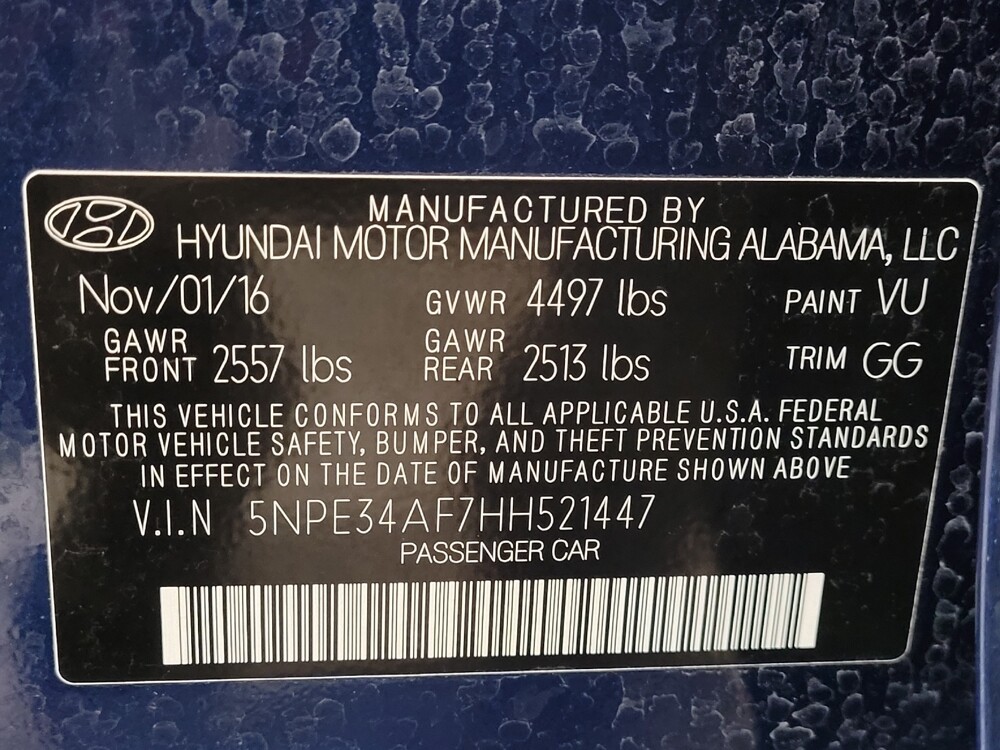 MANUFACTURED BY
HYUNDAI MOTOR MANUFACTURING ALABAMA, LLC
Nov/01/16 GVWR 4497 lbs PAINT VU
GAWR FRONT 2557 lbs GAWR REAR 2513 lbs TRIM GG
THIS VEHICLE CONFORMS TO ALL APPLICABLE U.S.A. FEDERAL
MOTOR VEHICLE SAFETY, BUMPER, AND THEFT PREVENTION STANDARDS
IN EFFECT ON THE DATE OF MANUFACTURE SHOWN ABOVE
V.I.N 5NPE34AF7HH521447
PASSENGER CAR